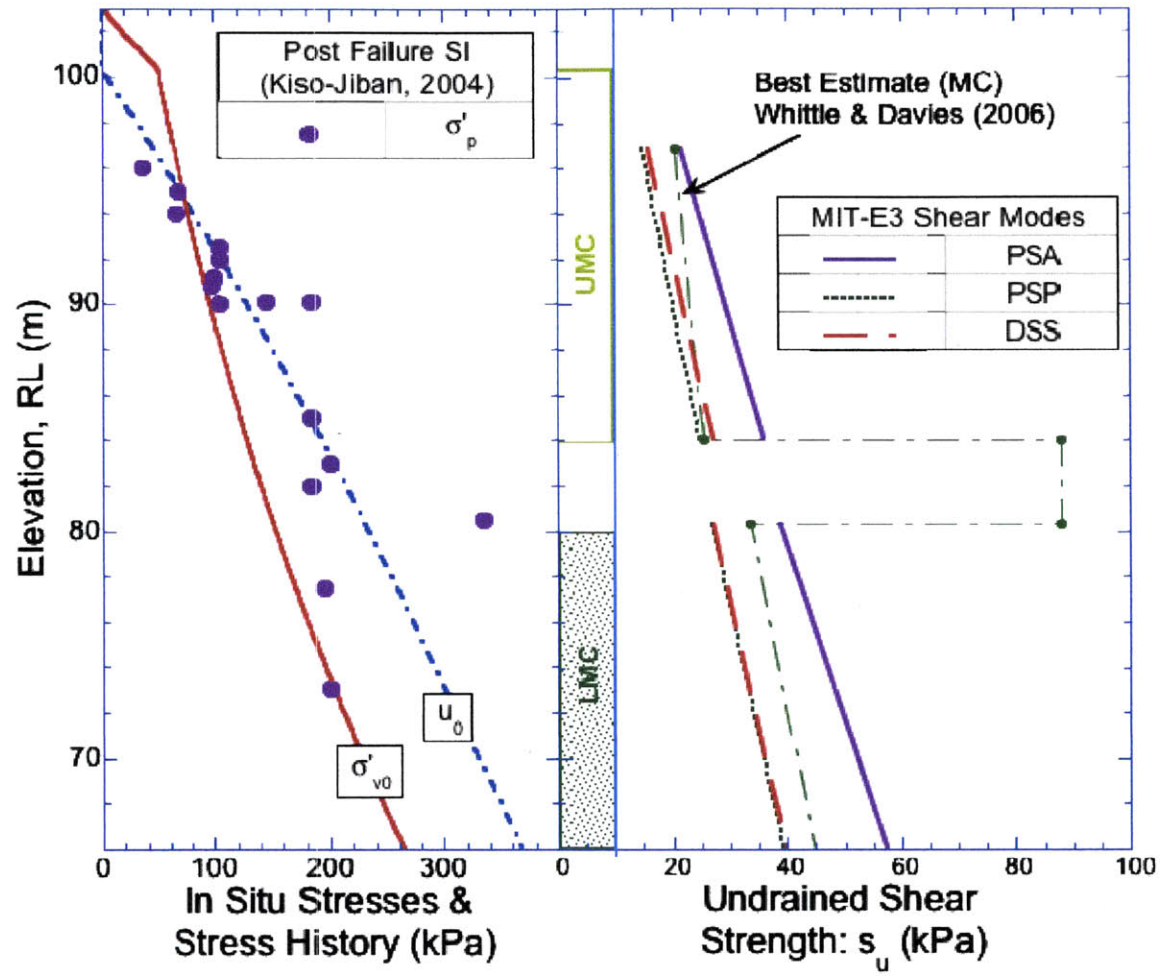 Post Failure SI
(Kiso-Jiban, 2004)
σ'p
Best Estimate (MC)
Whittle & Davies (2006)
MIT-E3 Shear Modes
PSA
PSP
DSS
UMC
LMC
u0
σ'v0
Elevation, RL (m)
100
90
80
70
0 100 200 300 0 20 40 60 80 100
In Situ Stresses &
Stress History (kPa)
Undrained Shear
Strength: su (kPa)